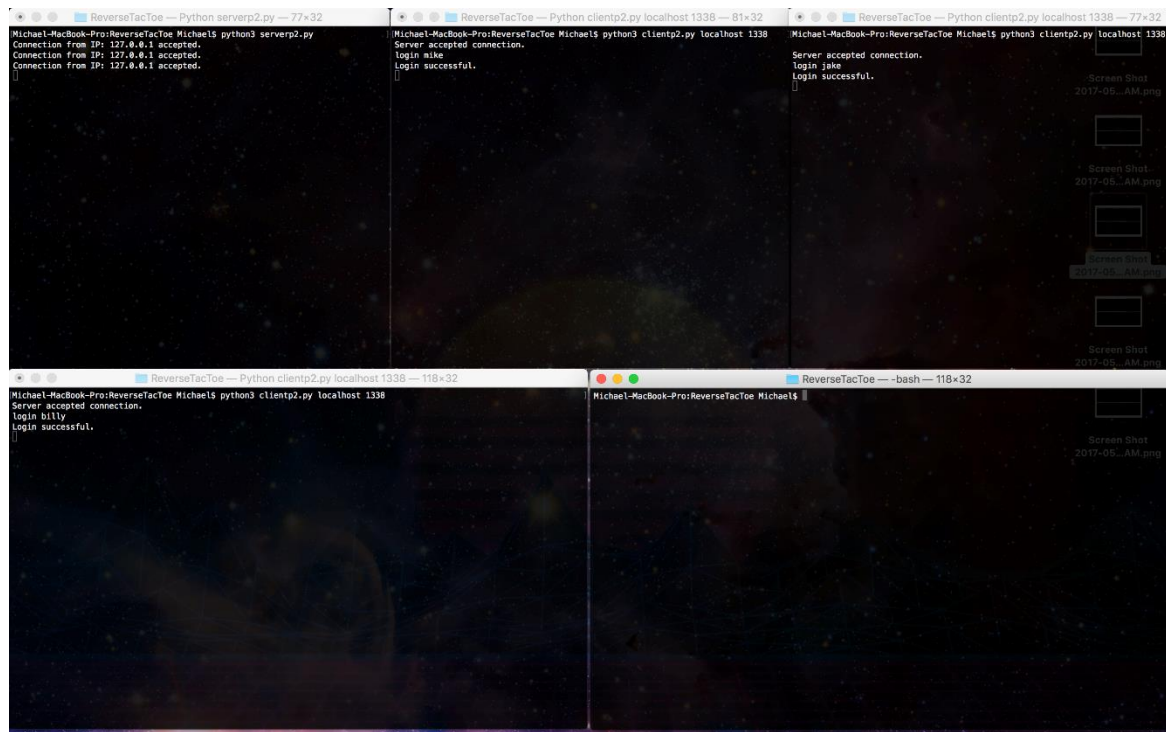 ReverseTacToe — Python serverp2.py — 77×32
[Michael-MacBook-Pro:ReverseTacToe Michael$ python3 serverp2.py
Connection from IP: 127.0.0.1 accepted.
Connection from IP: 127.0.0.1 accepted.
Connection from IP: 127.0.0.1 accepted.
ReverseTacToe — Python clientp2.py localhost 1338 — 81×32
[Michael-MacBook-Pro:ReverseTacToe Michael$ python3 clientp2.py localhost 1338
Server accepted connection.
login mike
Login successful.
ReverseTacToe — Python clientp2.py localhost 1338 — 77×32
[Michael-MacBook-Pro:ReverseTacToe Michael$ python3 clientp2.py localhost 1338
Server accepted connection.
login jake
Login successful.
Screen Shot
2017-05...AM.png
Screen Shot
2017-05...AM.png
Screen Shot
2017-05...AM.png
Screen Shot
2017-05...AM.png
ReverseTacToe — Python clientp2.py localhost 1338 — 118×32
[Michael-MacBook-Pro:ReverseTacToe Michael$ python3 clientp2.py localhost 1338 ]
Server accepted connection.
login billy
Login successful.
ReverseTacToe — -bash — 118×32
Michael-MacBook-Pro:ReverseTacToe Michael$
Screen Shot
2017-05...AM.png